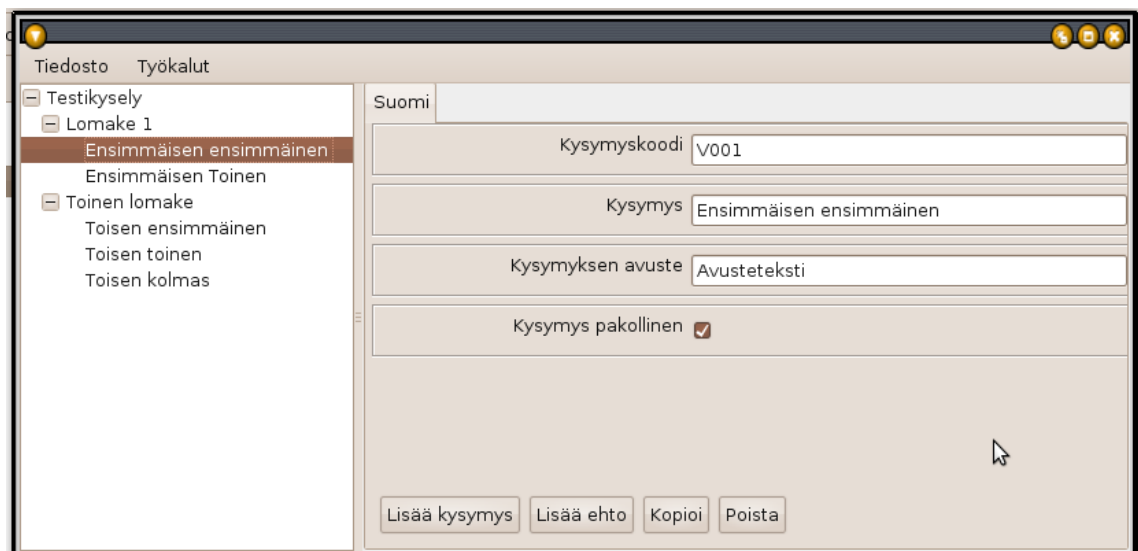 Tiedosto Työkalut
Testikysely
Lomake 1
Ensimmäisen ensimmäinen
Ensimmäisen Toinen
Toinen lomake
Toisen ensimmäinen
Toisen toinen
Toisen kolmas
Suomi
Kysymyskoodi V001
Kysymys Ensimmäisen ensimmäinen
Kysymyksen avuste Avusteteksti
Kysymys pakollinen
Lisää kysymys Lisää ehto Kopioi Poista